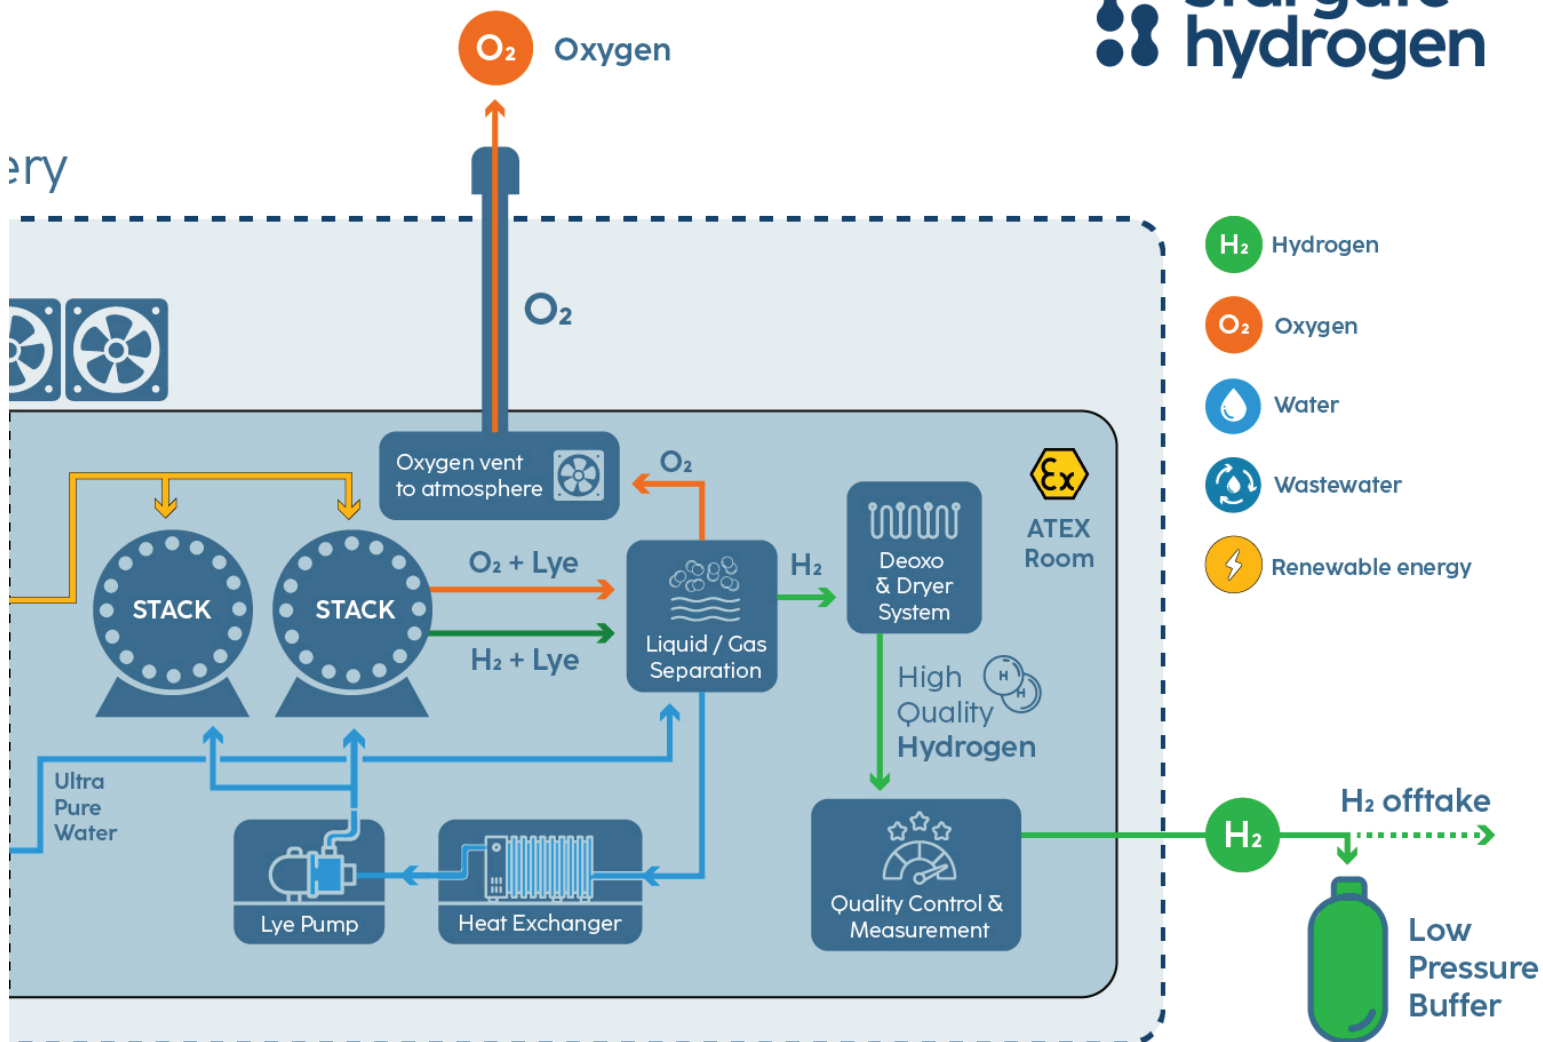 O₂ Oxygen
hydrogen
ery
H₂ Hydrogen
O₂ Oxygen
Water
Wastewater
Renewable energy
O₂
Oxygen vent
to atmosphere
O₂
Ex
ATEX
Room
STACK
STACK
O₂ + Lye
H₂ + Lye
Liquid / Gas
Separation
H₂
Deoxo
& Dryer
System
High
Quality
Hydrogen
H
H
Ultra
Pure
Water
Lye Pump
Heat Exchanger
Quality Control &
Measurement
H₂
H₂ offtake
Low
Pressure
Buffer